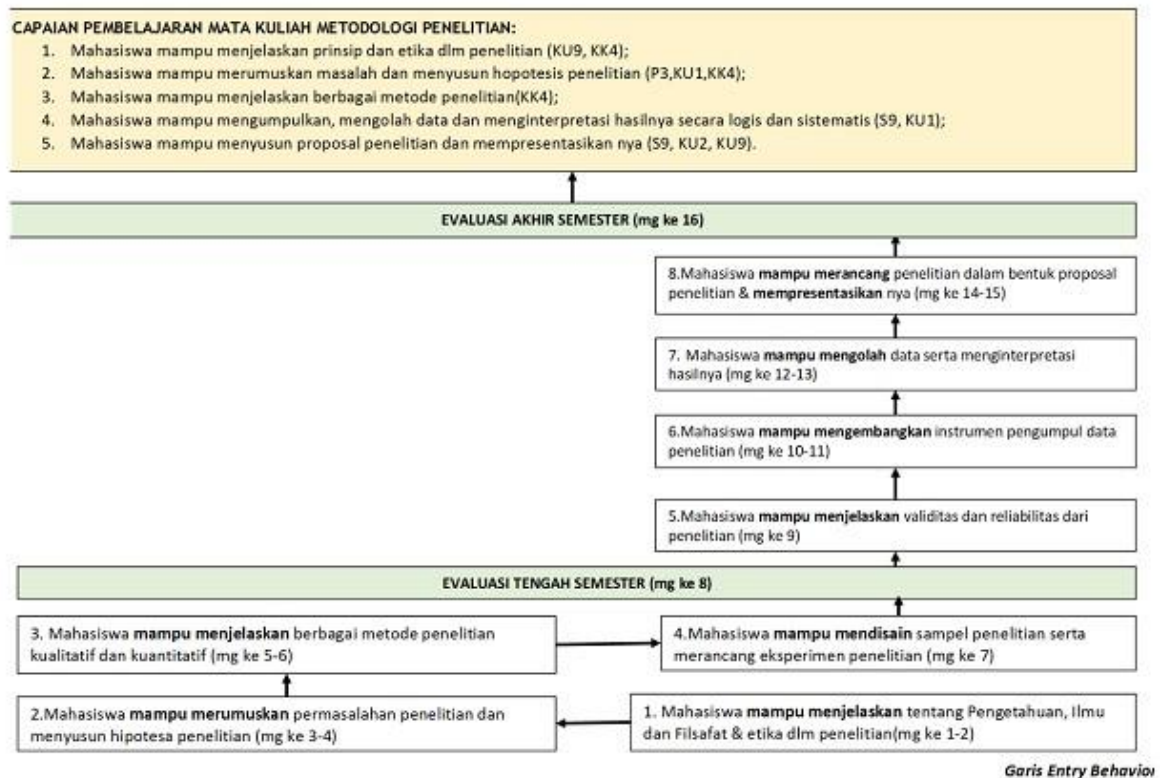 CAPAIAN PEMBELAJARAN MATA KULIAH METODOLOGI PENELITIAN:
1. Mahasiswa mampu menjelaskan prinsip dan etika dlm penelitian (KU9, KK4);
2. Mahasiswa mampu merumuskan masalah dan menyusun hopotesis penelitian (P3,KU1,KK4);
3. Mahasiswa mampu menjelaskan berbagai metode penelitian(KK4);
4. Mahasiswa mampu mengumpulkan, mengolah data dan menginterpretasi hasilnya secara logis dan sistematis (S9, KU1);
5. Mahasiswa mampu menyusun proposal penelitian dan mempresentasikan nya (S9, KU2, KU9).
EVALUASI AKHIR SEMESTER (mg ke 16)
8.Mahasiswa mampu merancang penelitian dalam bentuk proposal
penelitian & mempresentasikan nya (mg ke 14-15)
7. Mahasiswa mampu mengolah data serta menginterpretasi
hasilnya (mg ke 12-13)
6.Mahasiswa mampu mengembangkan instrumen pengumpul data
penelitian (mg ke 10-11)
5.Mahasiswa mampu menjelaskan validitas dan reliabilitas dari
penelitian (mg ke 9)
EVALUASI TENGAH SEMESTER (mg ke 8)
3. Mahasiswa mampu menjelaskan berbagai metode penelitian
kualitatif dan kuantitatif (mg ke 5-6)
4.Mahasiswa mampu mendisain sampel penelitian serta
merancang eksperimen penelitian (mg ke 7)
2.Mahasiswa mampu merumuskan permasalahan penelitian dan
menyusun hipotesa penelitian (mg ke 3-4)
1. Mahasiswa mampu menjelaskan tentang Pengetahuan, Ilmu
dan Filsafat & etika dlm penelitian(mg ke 1-2)
Garis Entry Behavior